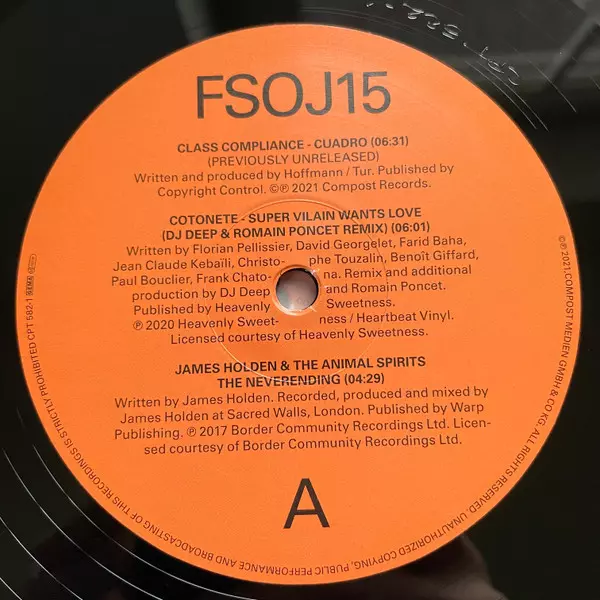 FSOJ15
CLASS COMPLIANCE - CUADRO (06:31)
(PREVIOUSLY UNRELEASED)
Written and produced by Hoffmann / Tur. Published by
Copyright Control. ©℗ 2021 Compost Records.
COTONETE - SUPER VILAIN WANTS LOVE
(DJ DEEP & ROMAIN PONCET REMIX) (06:01)
Written by Florian Pellissier, David Georgelet, Farid Baha,
Jean Claude Kebaïli, Christo- phe Touzalin, Benoît Giffard,
Paul Bouclier, Frank Chato- na. Remix and additional
production by DJ Deep and Romain Poncet.
Published by Heavenly Sweetness.
℗ 2020 Heavenly Sweet- ness / Heartbeat Vinyl.
Licensed courtesy of Heavenly Sweetness.
JAMES HOLDEN & THE ANIMAL SPIRITS
THE NEVERENDING (04:29)
Written by James Holden. Recorded, produced and mixed by
James Holden at Sacred Walls, London. Published by Warp
Publishing. ℗ 2017 Border Community Recordings Ltd. Licen-
sed courtesy of Border Community Recordings Ltd.
A
©℗ 2021, COMPOST MEDIEN GMBH & CO KG. ALL RIGHTS RESERVED. UNAUTHORIZED COPYING, PUBLIC PERFORMANCE AND BROADCASTING OF THIS RECORDINGS IS STRICTLY PROHIBITED CPT 582-1 GEMA